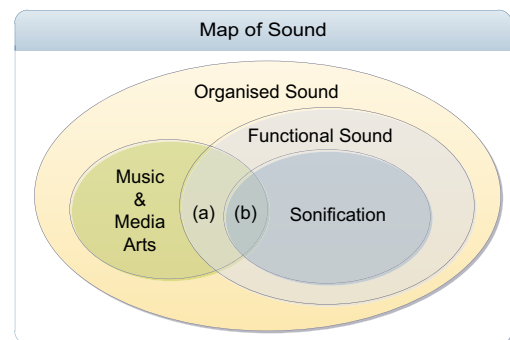 Map of Sound
Organised Sound
Functional Sound
Music
&
Media
Arts
(a)
(b)
Sonification